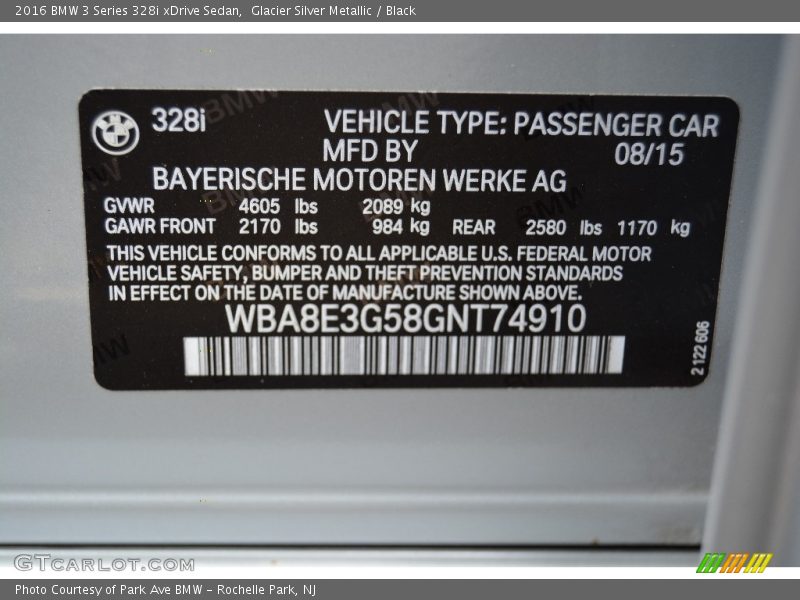 2016 BMW 3 Series 328i xDrive Sedan,  Glacier Silver Metallic / Black
328i
VEHICLE TYPE: PASSENGER CAR
MFD BY 08/15
BAYERISCHE MOTOREN WERKE AG
GVWR 4605 lbs 2089 kg
GAWR FRONT 2170 lbs 984 kg REAR 2580 lbs 1170 kg
THIS VEHICLE CONFORMS TO ALL APPLICABLE U.S. FEDERAL MOTOR
VEHICLE SAFETY, BUMPER AND THEFT PREVENTION STANDARDS
IN EFFECT ON THE DATE OF MANUFACTURE SHOWN ABOVE.
WBA8E3G58GNT74910
2 122 606
GTCARLOT.COM
Photo Courtesy of Park Ave BMW - Rochelle Park, NJ